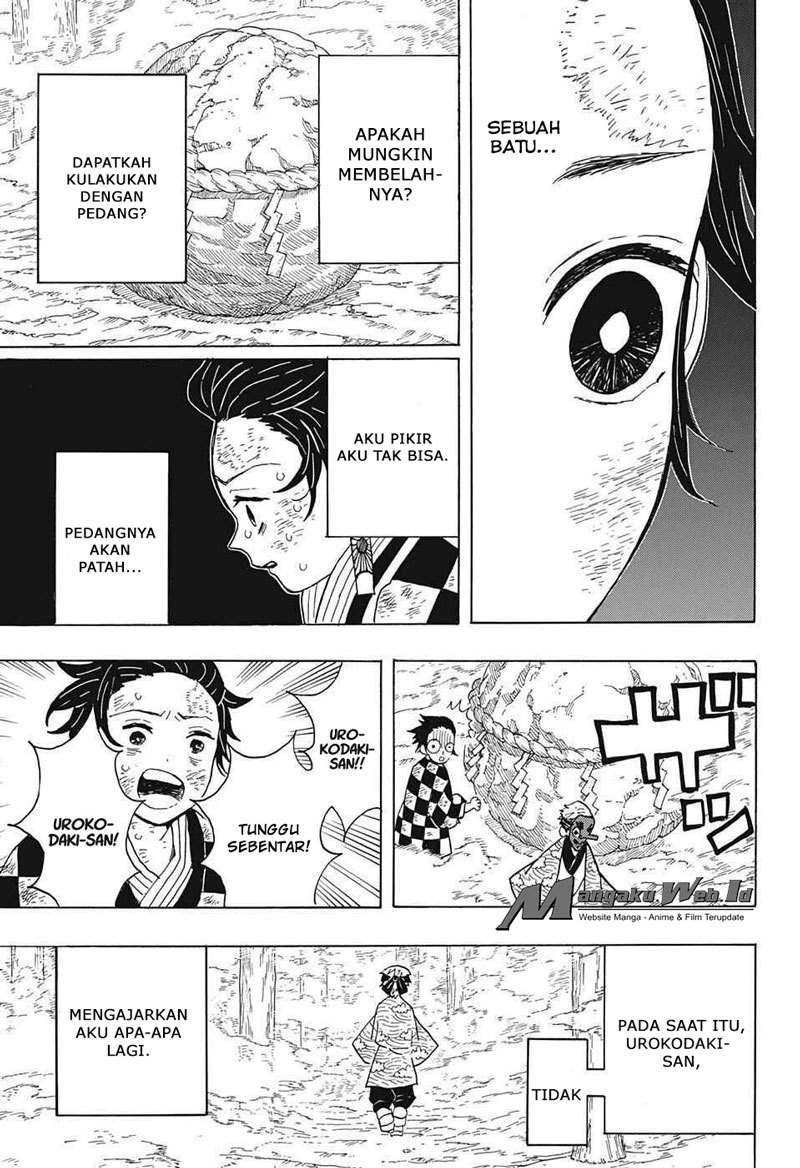 SEBUAH
BATU...
APAKAH
MUNGKIN
MEMBELAH-
NYA?
DAPATKAH
KULAKUKAN
DENGAN
PEDANG?
AKU PIKIR
AKU TAK BISA.
PEDANGNYA
AKAN
PATAH...
ザッ
Mangaku.Web.Id
Website Manga - Anime & Film Terupdate
URO-
KODAKI-
SAN!!
TUNGGU
SEBENTAR!
UROKO-
DAKI-SAN!
PADA SAAT ITU,
UROKODAKI-
SAN,
TIDAK
MENGAJARKAN
AKU APA-APA
LAGI.